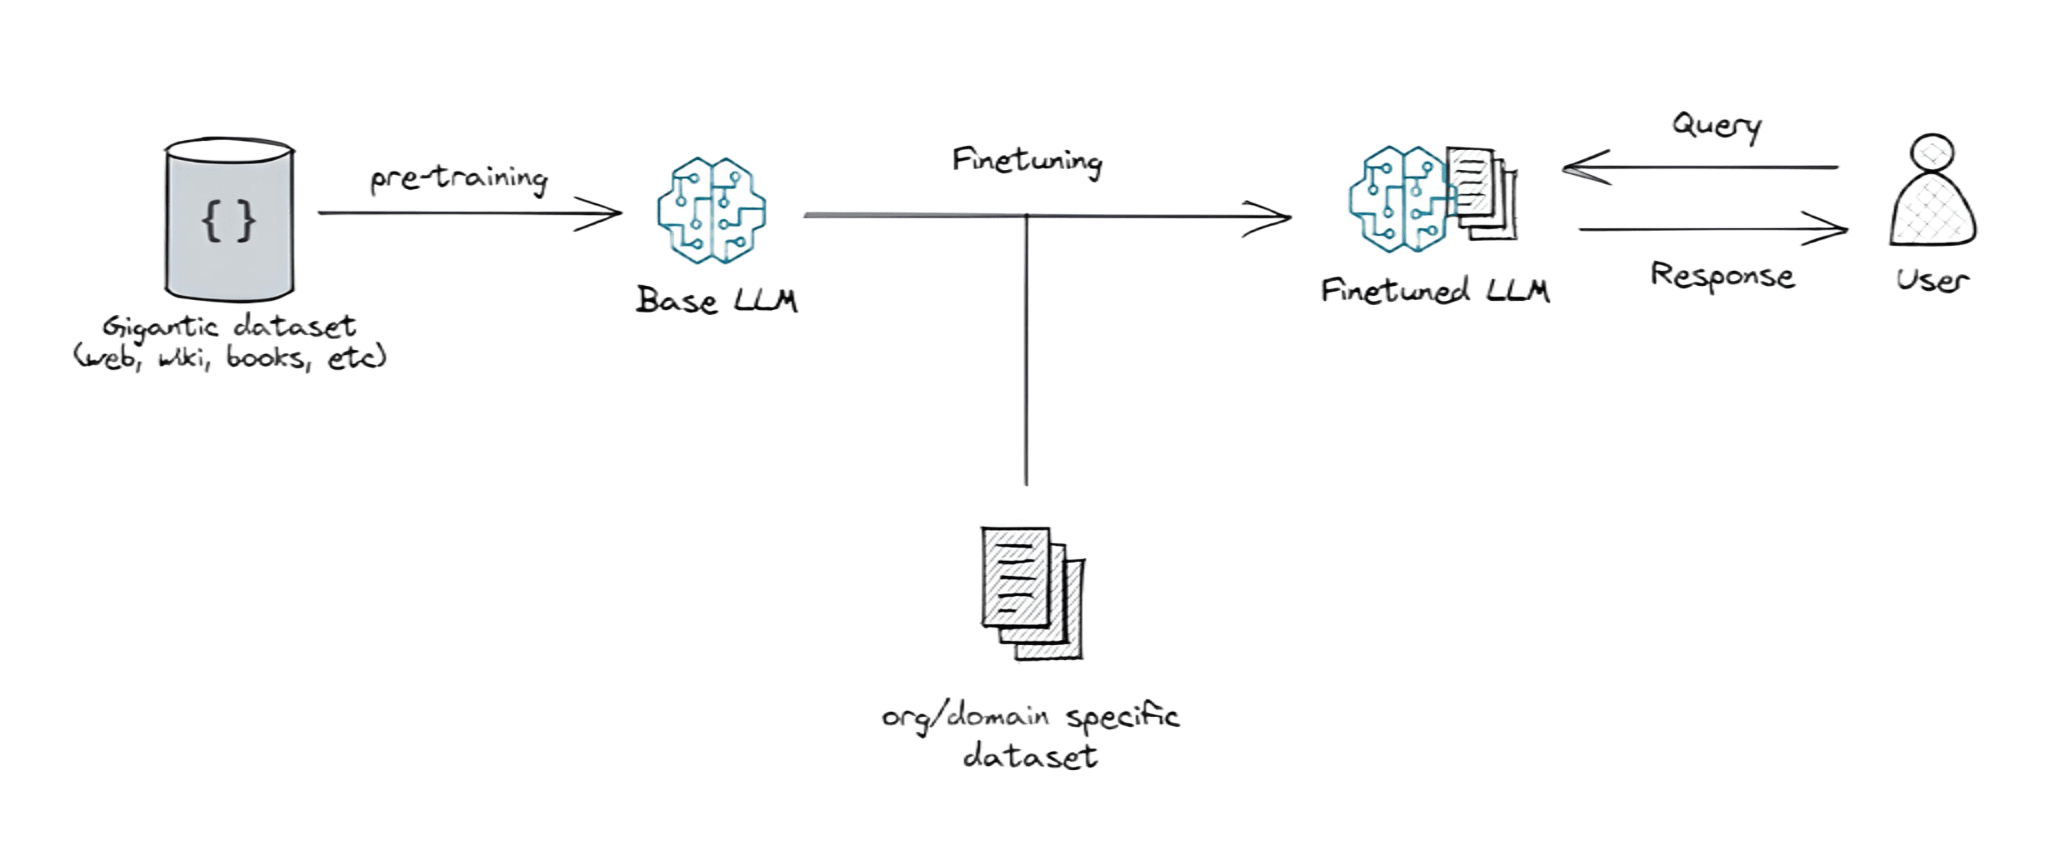 { }
Gigantic dataset
(web, wiki, books, etc)
pre-training
Base LLM
Finetuning
org/domain specific
dataset
Finetuned LLM
Query
Response
User